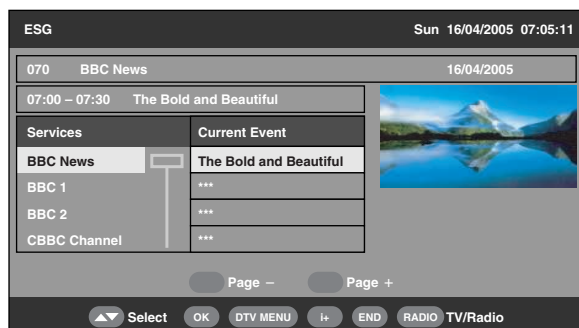 ESG Sun 16/04/2005 07:05:11
070 BBC News 16/04/2005
07:00 – 07:30 The Bold and Beautiful
Services Current Event
BBC News The Bold and Beautiful
BBC 1 ***
BBC 2 ***
CBBC Channel ***
Page − Page +
Select OK DTV MENU i+ END RADIO TV/Radio